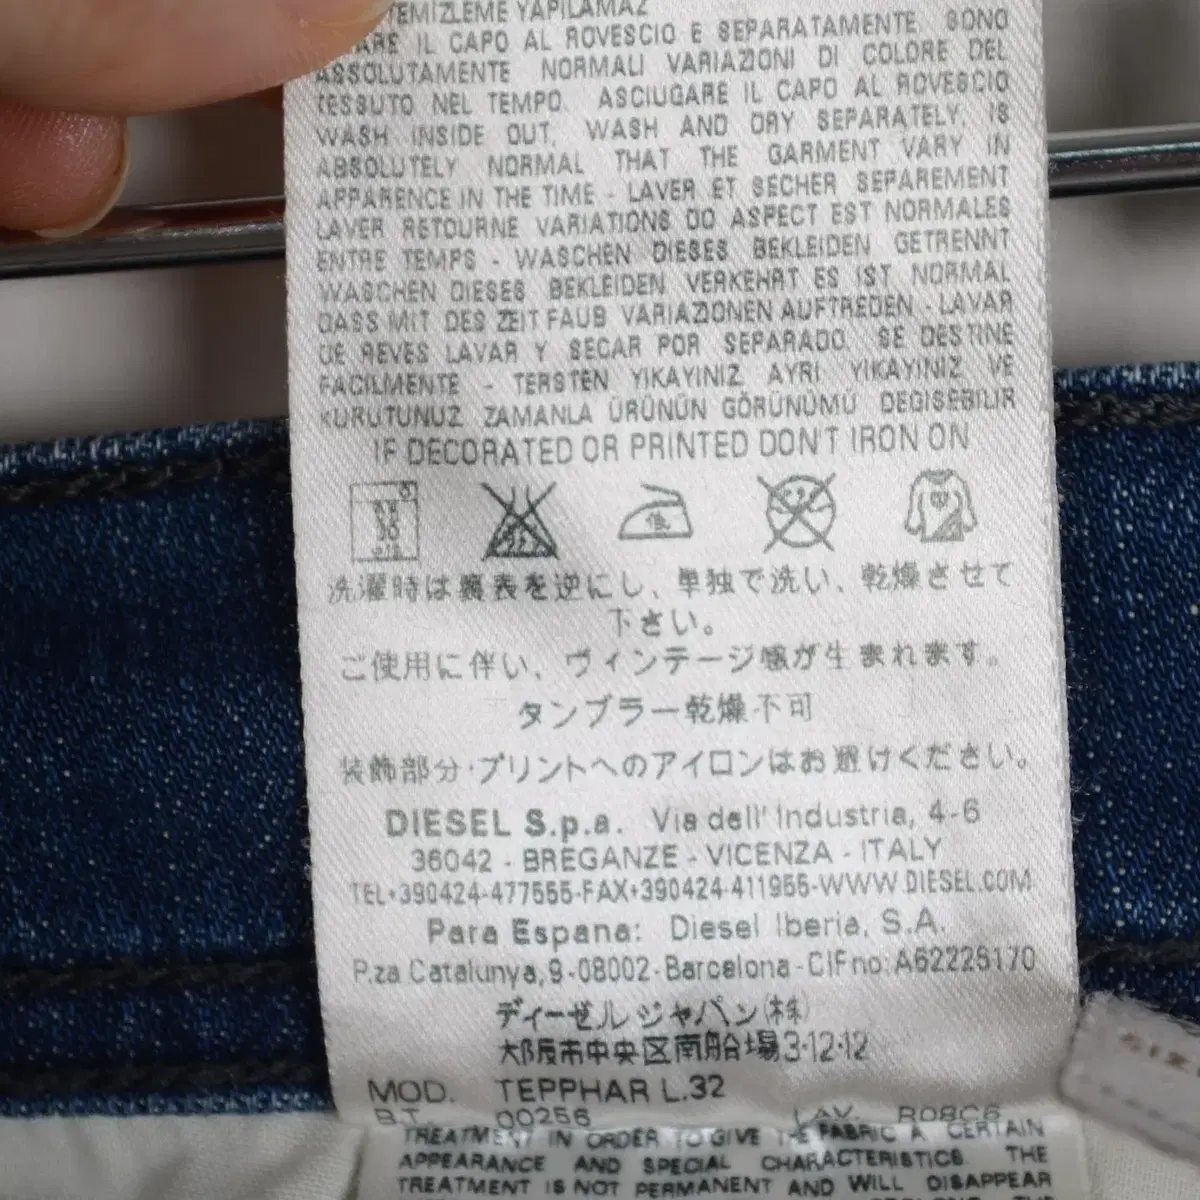 TEMİZLEME YAPILAMAZ
ARE IL CAPO AL ROVESCIO E SEPARATAMENTE, SONO
ASSOLUTAMENTE NORMALI VARIAZIONI DI COLORE DEL
TESSUTO NEL TEMPO. ASCIUGARE IL CAPO AL ROVESCIO
WASH INSIDE OUT, WASH AND DRY SEPARATELY, IS
ABSOLUTELY NORMAL THAT THE GARMENT VARY IN
APPARENCE IN THE TIME - LAVER ET SECHER SEPAREMENT
LAVER RETOURNE VARIATIONS DO ASPECT EST NORMALES
ENTRE TEMPS - WASCHEN DIESES BEKLEIDEN GETRENNT
WASCHEN DIESES BEKLEIDEN VERKEHRT ES IST NORMAL
DASS MIT DES ZEIT FAUB VARIAZIONEN AUFTREDEN - LAVAR
DE REVES LAVAR Y SECAR POR SEPARADO. SE DESTINE
FACILMENTE - TERSTEN YIKAYINIZ AYRI YIKAYINIZ VE
KURUTUNUZ ZAMANLA ÜRÜNÜN GÖRÜNÜMÜ DEGISEBILIR
IF DECORATED OR PRINTED DON'T IRON ON
低
洗濯時は裏表を逆にし、単独で洗い、乾燥させて
下さい。
ご使用に伴い、ヴィンテージ感が生まれます。
タンブラー乾燥不可
装飾部分・プリントへのアイロンはお避けください。
DIESEL S.p.a. Via dell' Industria, 4-6
36042 - BREGANZE - VICENZA - ITALY
TEL+390424-477555-FAX+390424-411955-WWW.DIESEL.COM
Para Espana: Diesel Iberia, S.A.
P.za Catalunya, 9 - 08002 - Barcelona - CIF no: A62226170
ディーゼル ジャパン(株)
大阪市中央区南船場3-12-12
MOD. TEPPHAR L.32
B.T. 00256 LAV. R08C6
TREATMENT IN ORDER TO GIVE THE FABRIC A CERTAIN
APPEARANCE AND SPECIAL CHARACTERISTICS. THE
TREATMENT IS NOT PERMANENT AND WILL DISAPPEAR